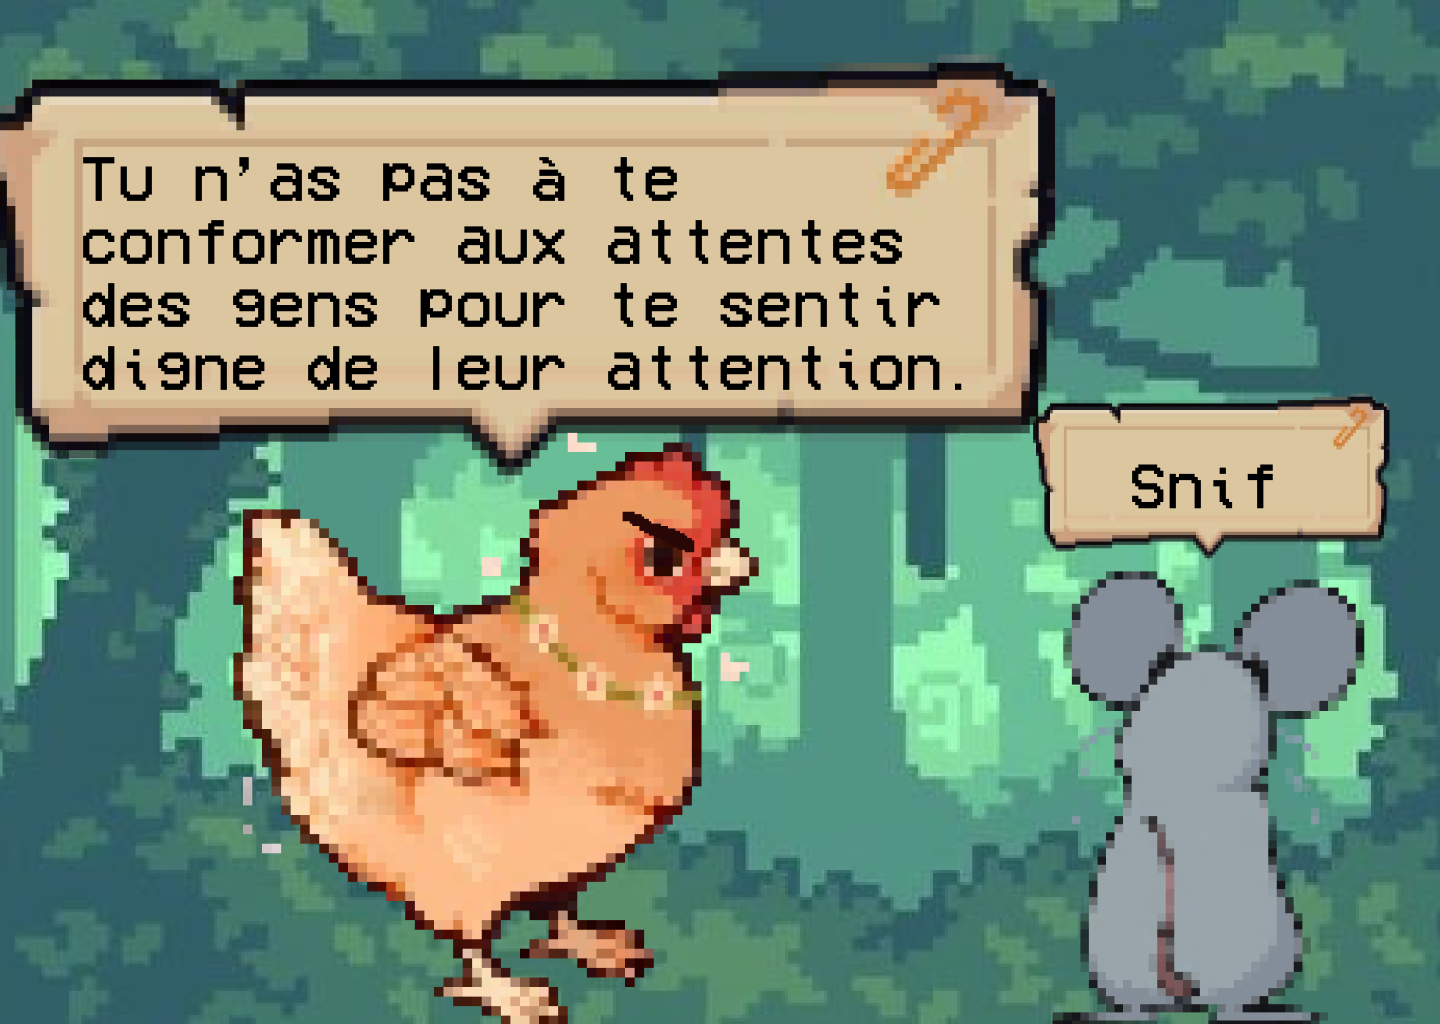 Tu n'as pas à te
conformer aux attentes
des gens pour te sentir
digne de leur attention.
Snif